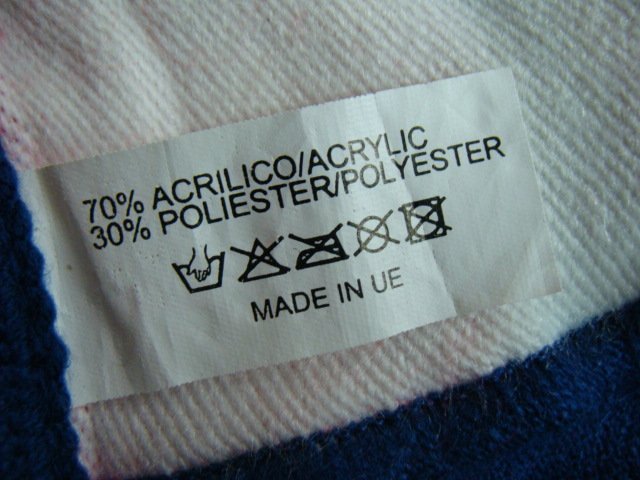 70% ACRILICO/ACRYLIC
30% POLIESTER/POLYESTER
MADE IN UE